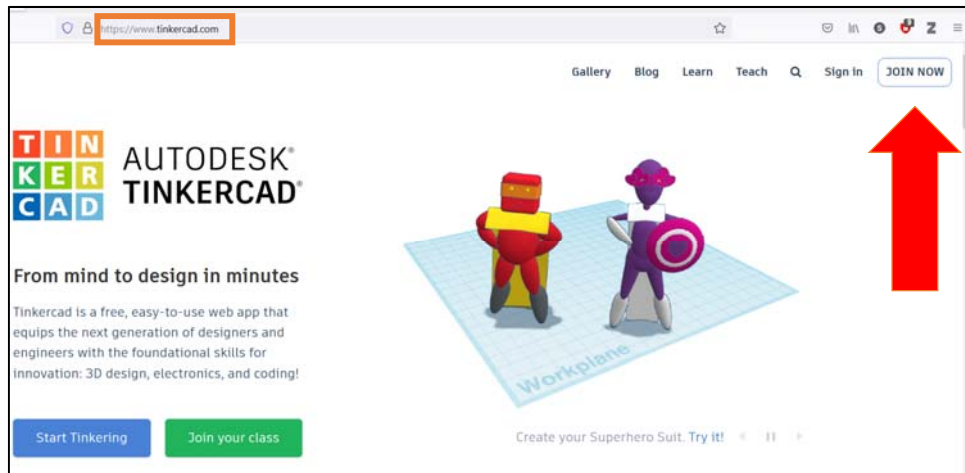 https://www.tinkercad.com
Gallery Blog Learn Teach Sign in JOIN NOW
TIN
KER
CAD
AUTODESK®
TINKERCAD®
From mind to design in minutes
Tinkercad is a free, easy-to-use web app that
equips the next generation of designers and
engineers with the foundational skills for
innovation: 3D design, electronics, and coding!
Start Tinkering
Join your class
Workplane
Create your Superhero Suit. Try it!